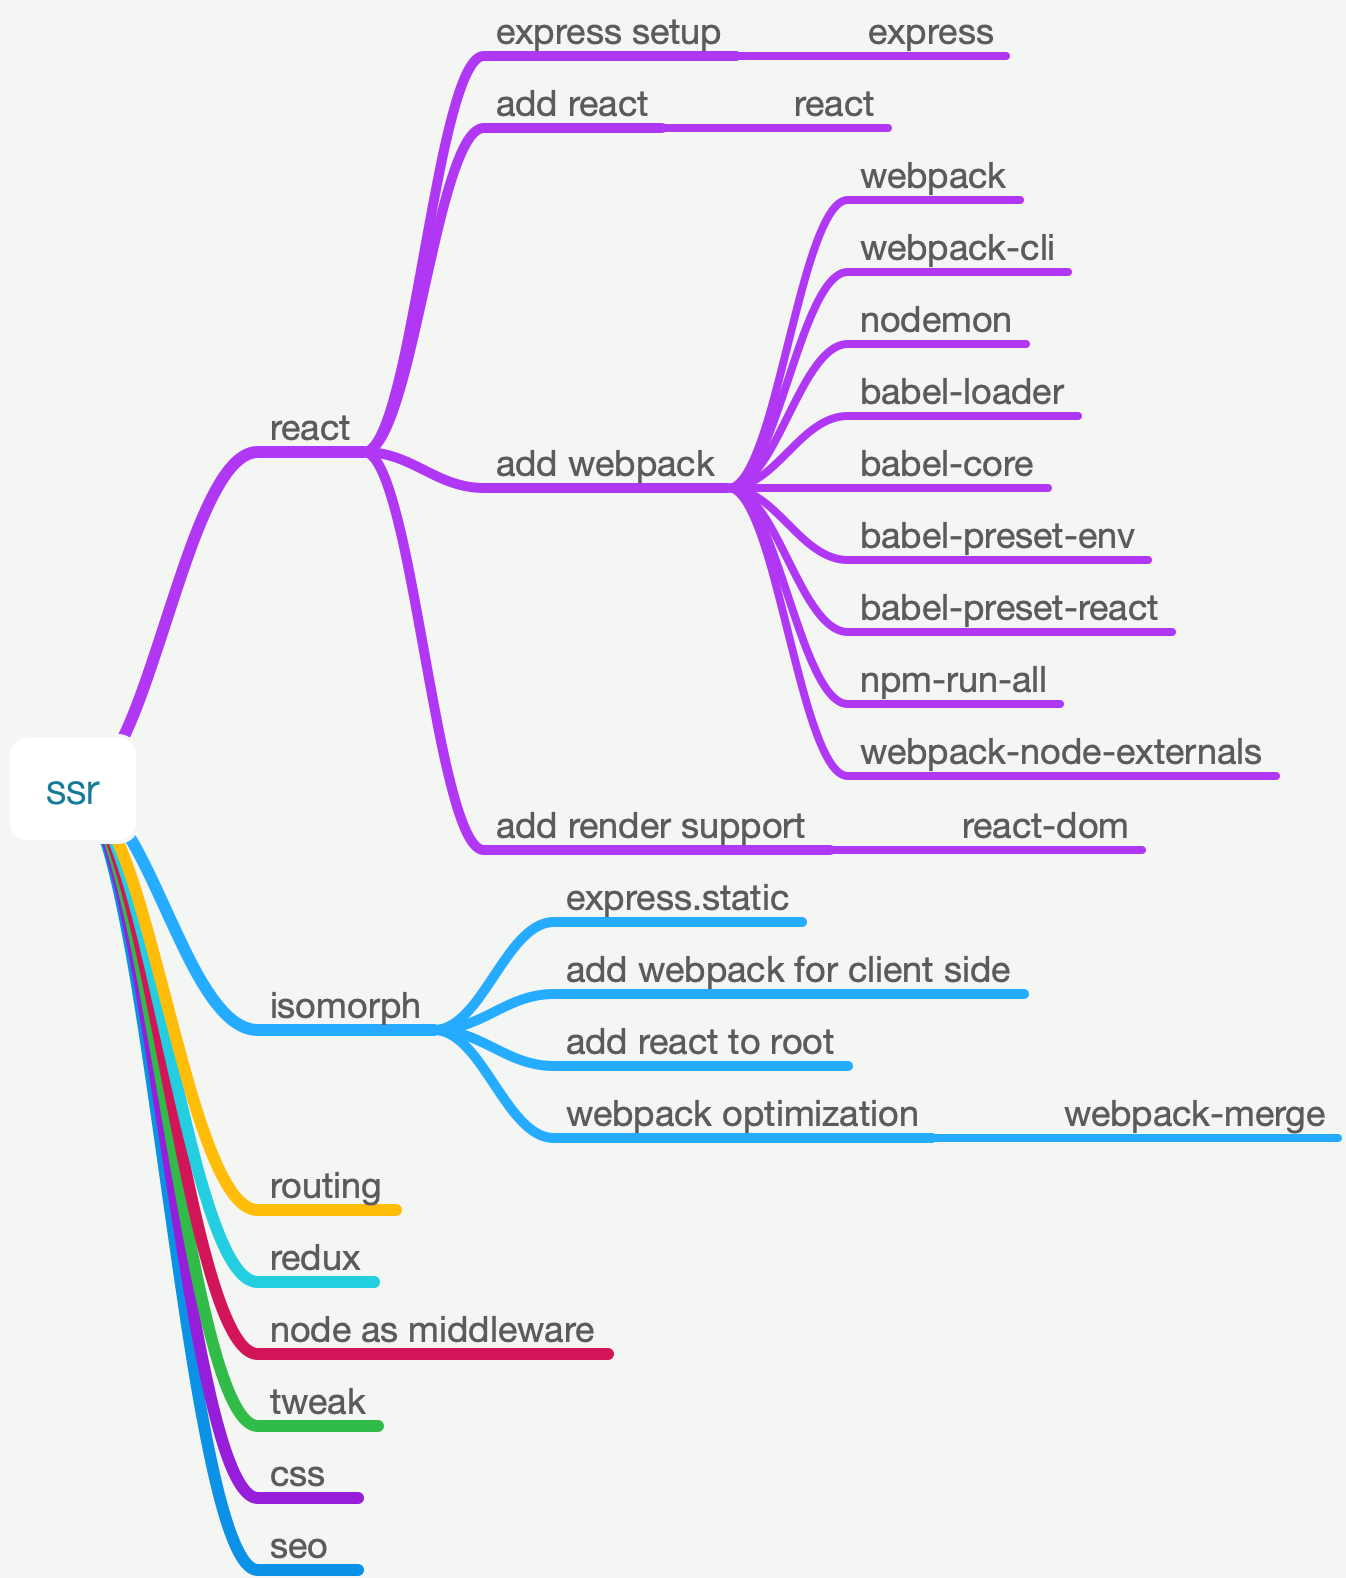 express setup
express
add react
react
webpack
webpack-cli
nodemon
babel-loader
react
add webpack
babel-core
babel-preset-env
babel-preset-react
npm-run-all
webpack-node-externals
ssr
add render support
react-dom
express.static
add webpack for client side
isomorph
add react to root
webpack optimization
webpack-merge
routing
redux
node as middleware
tweak
css
seo